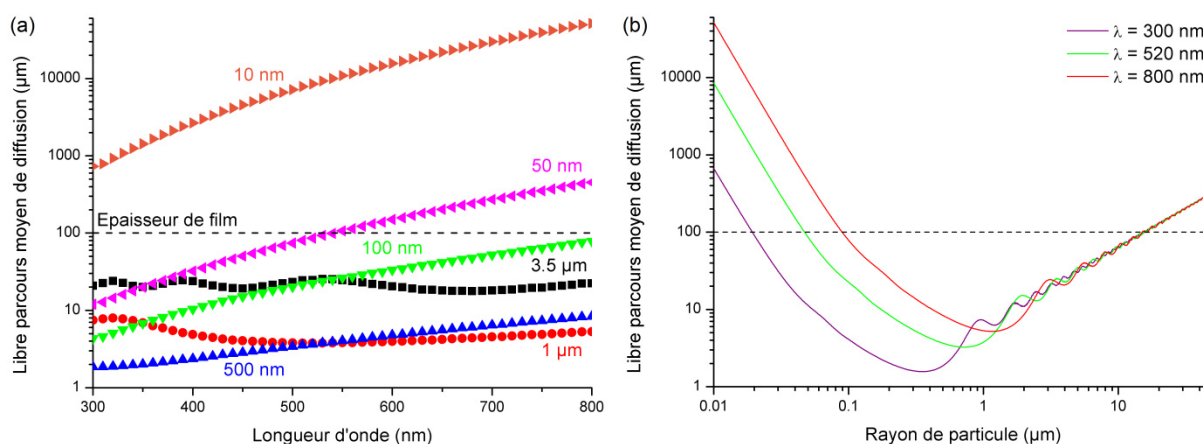 (a)
Libre parcours moyen de diffusion (µm)
10000
1000
100
10
1
10 nm
50 nm
Epaisseur de film
100 nm
3.5 µm
500 nm
1 µm
300 400 500 600 700 800
Longueur d'onde (nm)
(b)
Libre parcours moyen de diffusion (µm)
λ = 300 nm
λ = 520 nm
λ = 800 nm
10000
1000
100
10
1
0.01 0.1 1 10
Rayon de particule (µm)